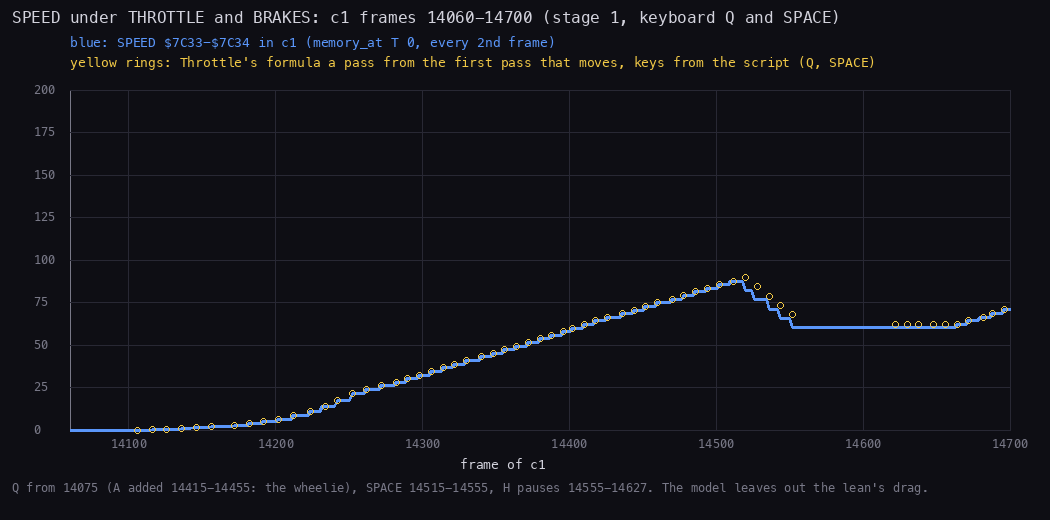 SPEED under THROTTLE and BRAKES: c1 frames 14060–14700 (stage 1, keyboard Q and SPACE)
blue: SPEED $7C33–$7C34 in c1 (memory_at T 0, every 2nd frame)
yellow rings: Throttle's formula a pass from the first pass that moves, keys from the script (Q, SPACE)
200
175
150
125
100
75
50
25
0
14100 14200 14300 14400 14500 14600 14700
frame of c1
Q from 14075 (A added 14415–14455: the wheelie), SPACE 14515–14555, H pauses 14555–14627. The model leaves out the lean's drag.